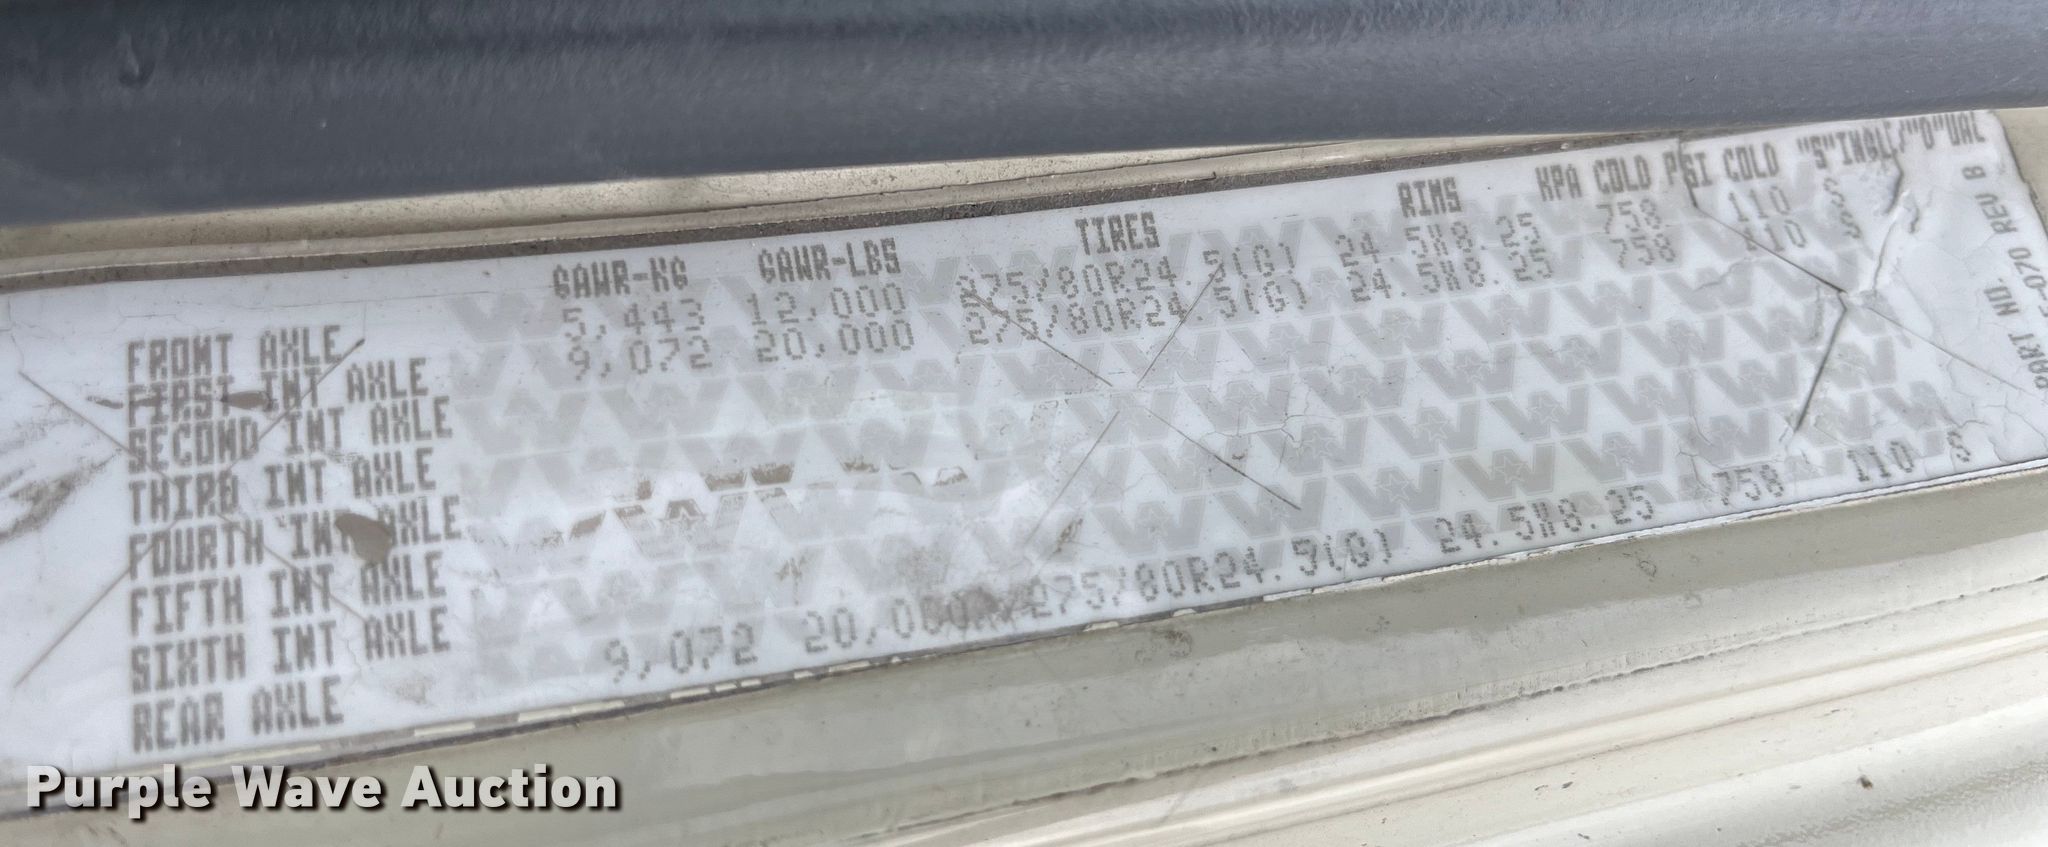 GAWR-KG GAWR-LBS TIRES RIMS KPA COLD PSI COLD "S"INGLE/"D"UAL
FRONT AXLE 5,443 12,000 275/80R24.5(G) 24.5X8.25 758 110 S
FIRST INT AXLE 9,072 20,000 275/80R24.5(G) 24.5X8.25 758 110
SECOND INT AXLE
THIRD INT AXLE
FOURTH INT AXLE
FIFTH INT AXLE
SIXTH INT AXLE
REAR AXLE 9,072 20,000 275/80R24.5(G) 24.5X8.25 758 110
PART NO. REV B
Purple Wave Auction